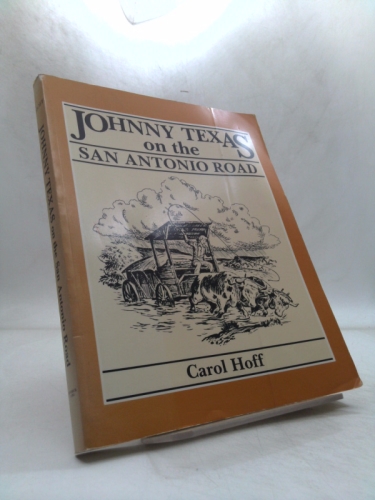 JOHNNY TEXAS
on the
SAN ANTONIO ROAD
Carol Hoff
JOHNNY TEXAS on the San Antonio Road